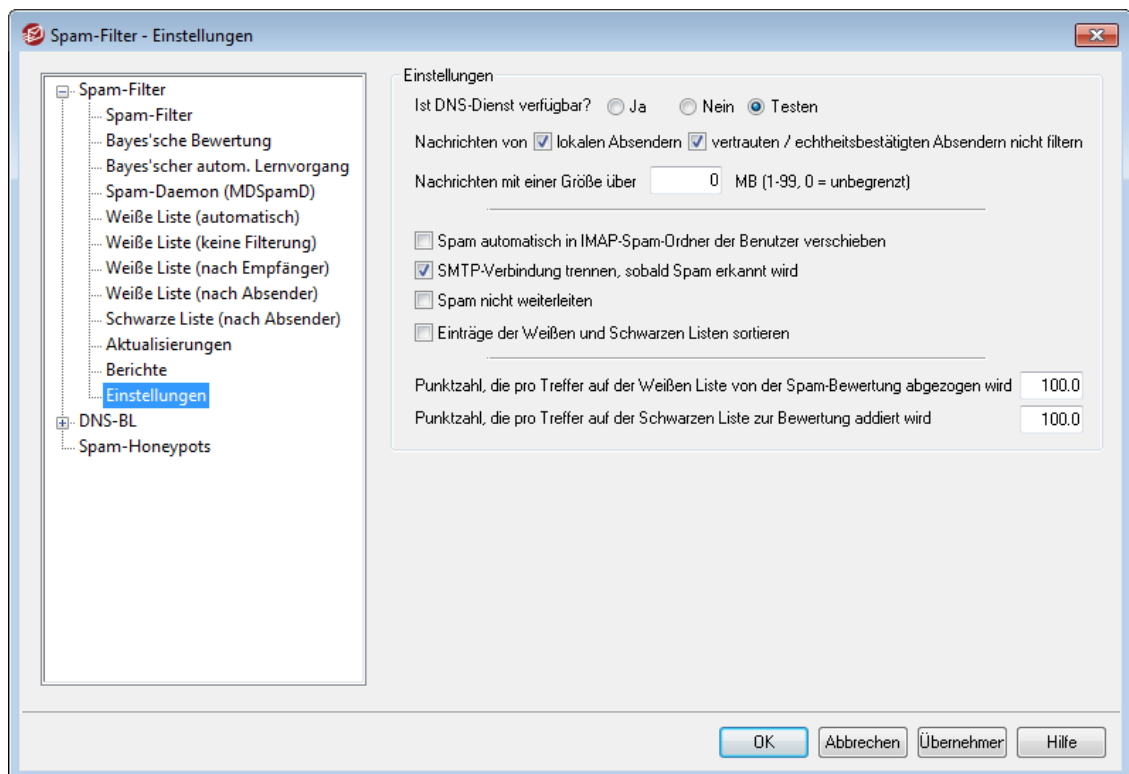 Spam-Filter - Einstellungen
Spam-Filter
Spam-Filter
Bayes'sche Bewertung
Bayes'scher autom. Lernvorgang
Spam-Daemon (MDSpamD)
Weiße Liste (automatisch)
Weiße Liste (keine Filterung)
Weiße Liste (nach Empfänger)
Weiße Liste (nach Absender)
Schwarze Liste (nach Absender)
Aktualisierungen
Berichte
Einstellungen
DNS-BL
Spam-Honeypots
Einstellungen
Ist DNS-Dienst verfügbar? Ja Nein Testen
Nachrichten von lokalen Absendern vertrauten / echtheitsbestätigten Absendern nicht filtern
Nachrichten mit einer Größe über 0 MB (1-99, 0 = unbegrenzt)
Spam automatisch in IMAP-Spam-Ordner der Benutzer verschieben
SMTP-Verbindung trennen, sobald Spam erkannt wird
Spam nicht weiterleiten
Einträge der Weißen und Schwarzen Listen sortieren
Punktzahl, die pro Treffer auf der Weißen Liste von der Spam-Bewertung abgezogen wird 100.0
Punktzahl, die pro Treffer auf der Schwarzen Liste zur Bewertung addiert wird 100.0
OK Abbrechen Übernehmer Hilfe